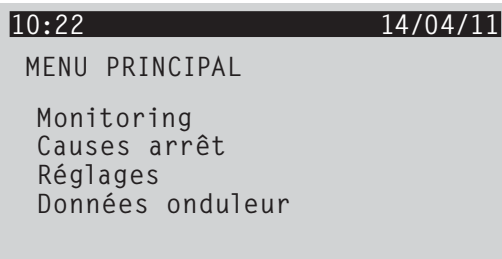 10:22 14/04/11
MENU PRINCIPAL
Monitoring
Causes arrêt
Réglages
Données onduleur